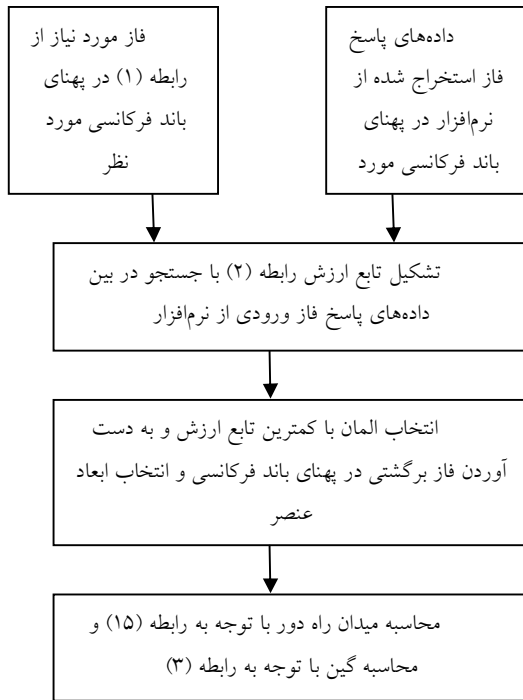 داده‌های پاسخ
فاز استخراج شده از
نرم‌افزار در پهنای
باند فرکانسی مورد
فاز مورد نیاز از
رابطه (۱) در پهنای
باند فرکانسی مورد
نظر
تشکیل تابع ارزش رابطه (۲) با جستجو در بین
داده‌های پاسخ فاز ورودی از نرم‌افزار
انتخاب المان با کمترین تابع ارزش و به دست
آوردن فاز برگشتی در پهنای باند فرکانسی و انتخاب ابعاد
عنصر
محاسبه میدان راه دور با توجه به رابطه (۱۵) و
محاسبه گین با توجه به رابطه (۳)